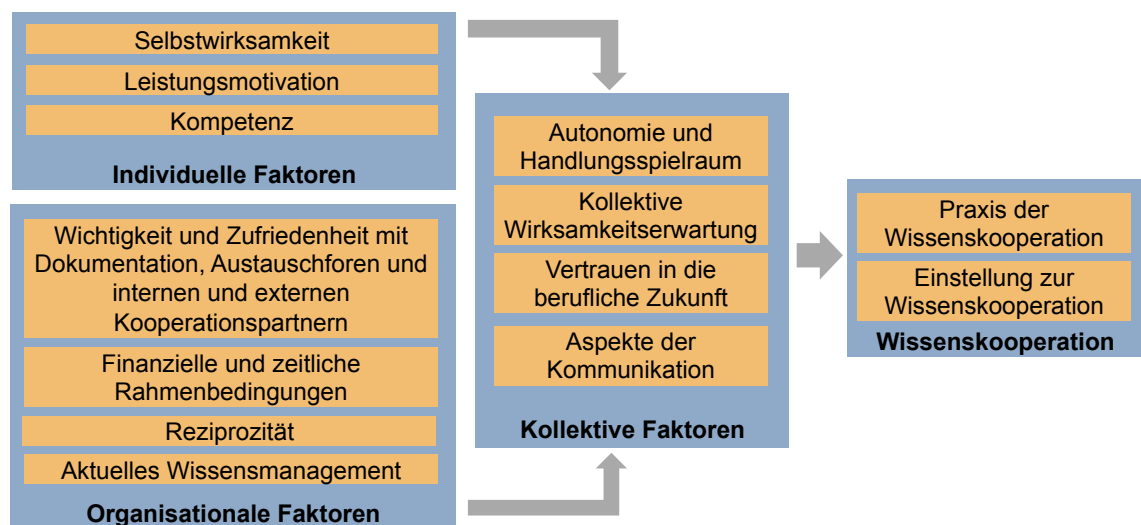 Selbstwirksamkeit
Leistungsmotivation
Kompetenz
Individuelle Faktoren
Wichtigkeit und Zufriedenheit mit
Dokumentation, Austauschforen und
internen und externen
Kooperationspartnern
Finanzielle und zeitliche
Rahmenbedingungen
Reziprozität
Aktuelles Wissensmanagement
Organisationale Faktoren
Autonomie und
Handlungsspielraum
Kollektive
Wirksamkeitserwartung
Vertrauen in die
berufliche Zukunft
Aspekte der
Kommunikation
Kollektive Faktoren
Praxis der
Wissenskooperation
Einstellung zur
Wissenskooperation
Wissenskooperation